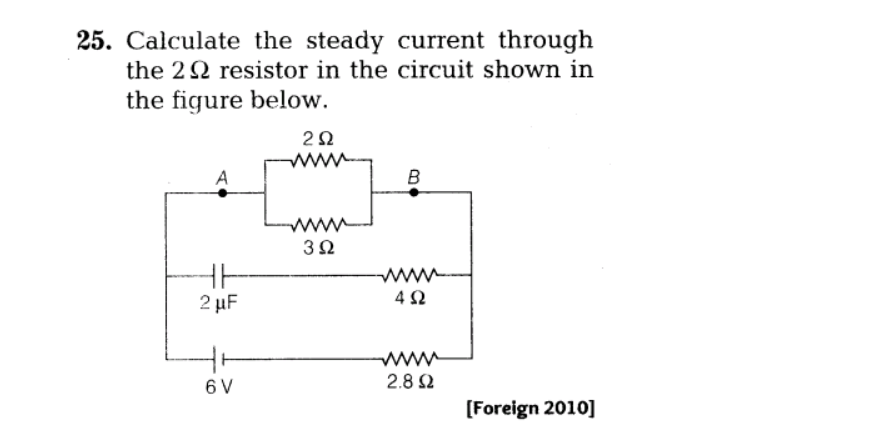 25. Calculate the steady current through
the 2 Ω resistor in the circuit shown in
the figure below.
2 Ω
A
B
3 Ω
2 µF
4 Ω
6 V
2.8 Ω
[Foreign 2010]